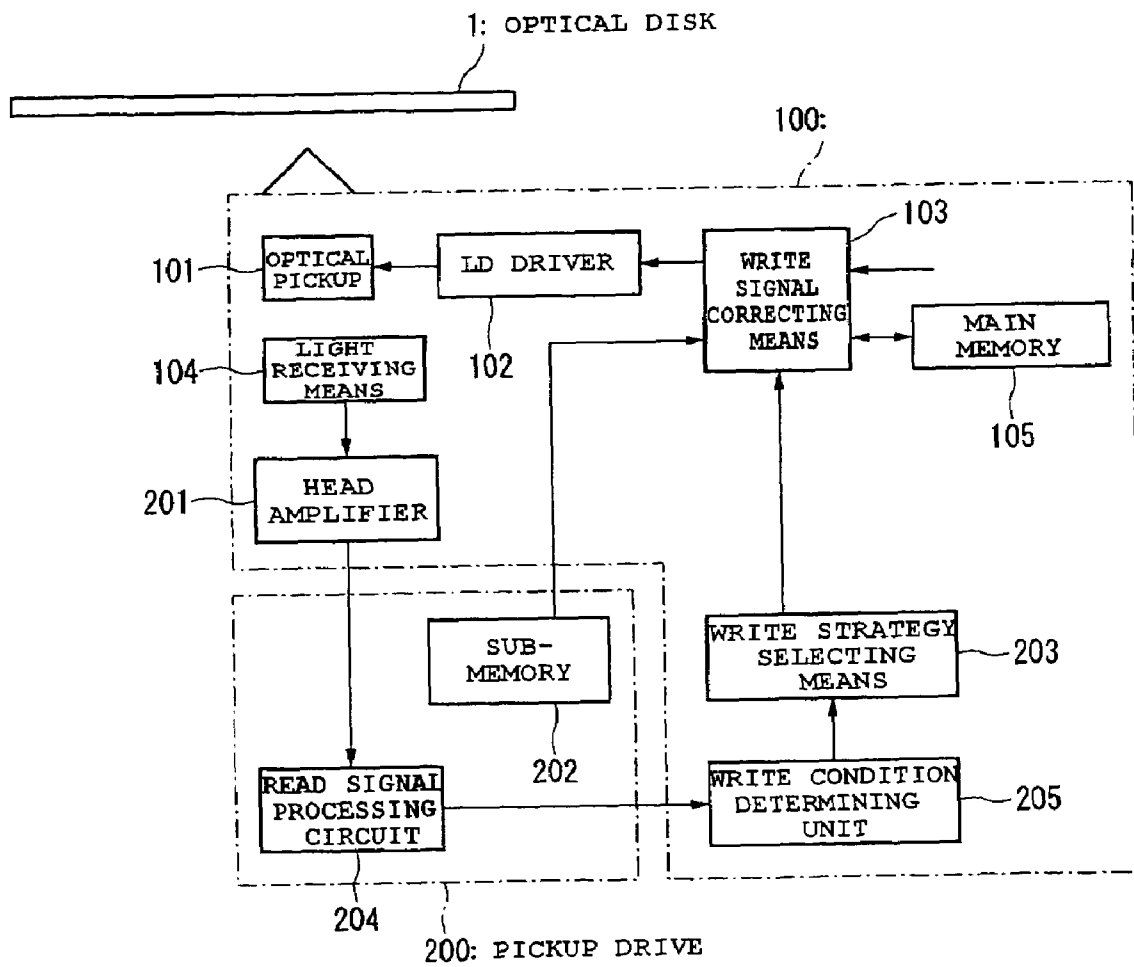 1: OPTICAL DISK
100:
103
101
OPTICAL
PICKUP
LD DRIVER
WRITE
SIGNAL
CORRECTING
MEANS
102
MAIN
MEMORY
105
104
LIGHT
RECEIVING
MEANS
201
HEAD
AMPLIFIER
SUB-
MEMORY
202
WRITE STRATEGY
SELECTING
MEANS
203
READ SIGNAL
PROCESSING
CIRCUIT
204
WRITE CONDITION
DETERMINING
UNIT
205
200: PICKUP DRIVE